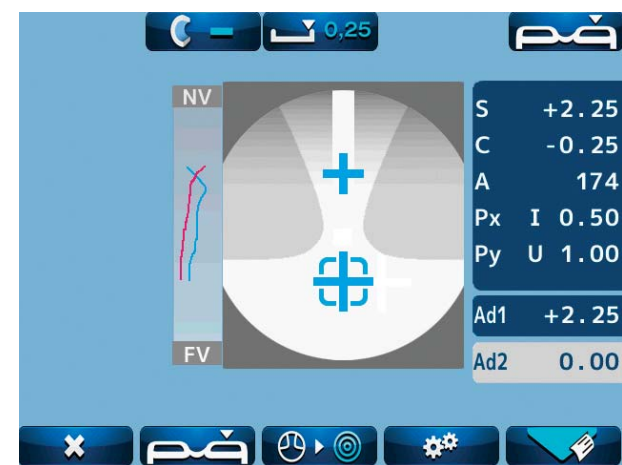 0,25
NV
FV
S +2.25
C -0.25
A 174
Px I 0.50
Py U 1.00
Ad1 +2.25
Ad2 0.00